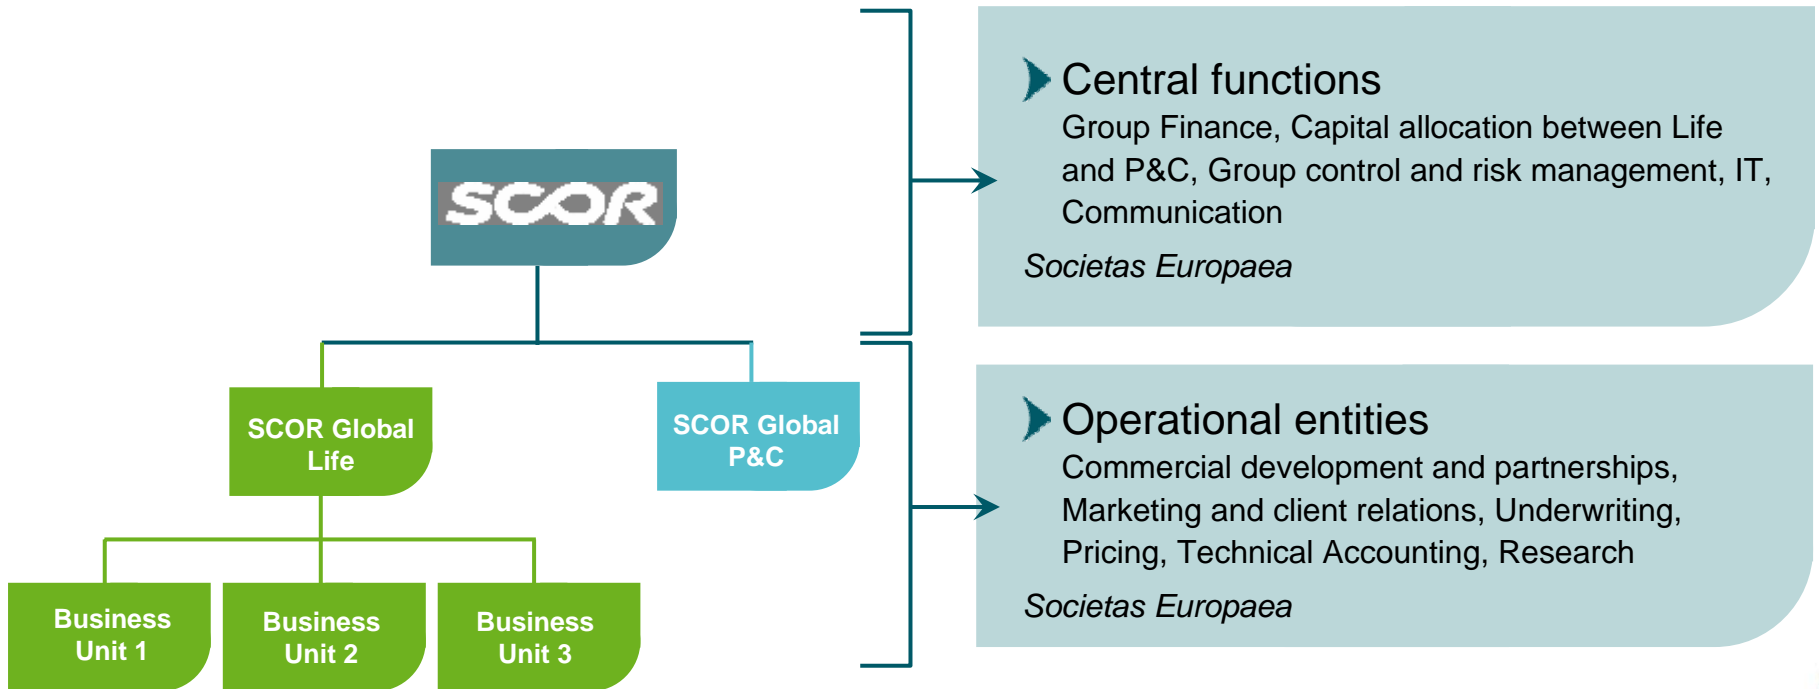 SCOR
SCOR Global
Life
SCOR Global
P&C
Business
Unit 1
Business
Unit 2
Business
Unit 3
Central functions
Group Finance, Capital allocation between Life
and P&C, Group control and risk management, IT,
Communication
Societas Europaea
Operational entities
Commercial development and partnerships,
Marketing and client relations, Underwriting,
Pricing, Technical Accounting, Research
Societas Europaea